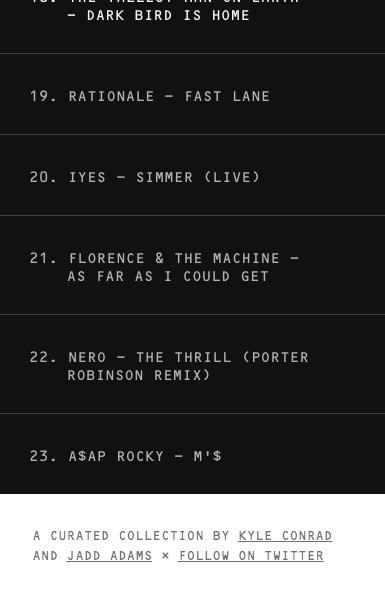 – DARK BIRD IS HOME
19. RATIONALE – FAST LANE
20. IYES – SIMMER (LIVE)
21. FLORENCE & THE MACHINE –
AS FAR AS I COULD GET
22. NERO – THE THRILL (PORTER
ROBINSON REMIX)
23. A$AP ROCKY – M'$
A CURATED COLLECTION BY KYLE CONRAD
AND JADD ADAMS × FOLLOW ON TWITTER